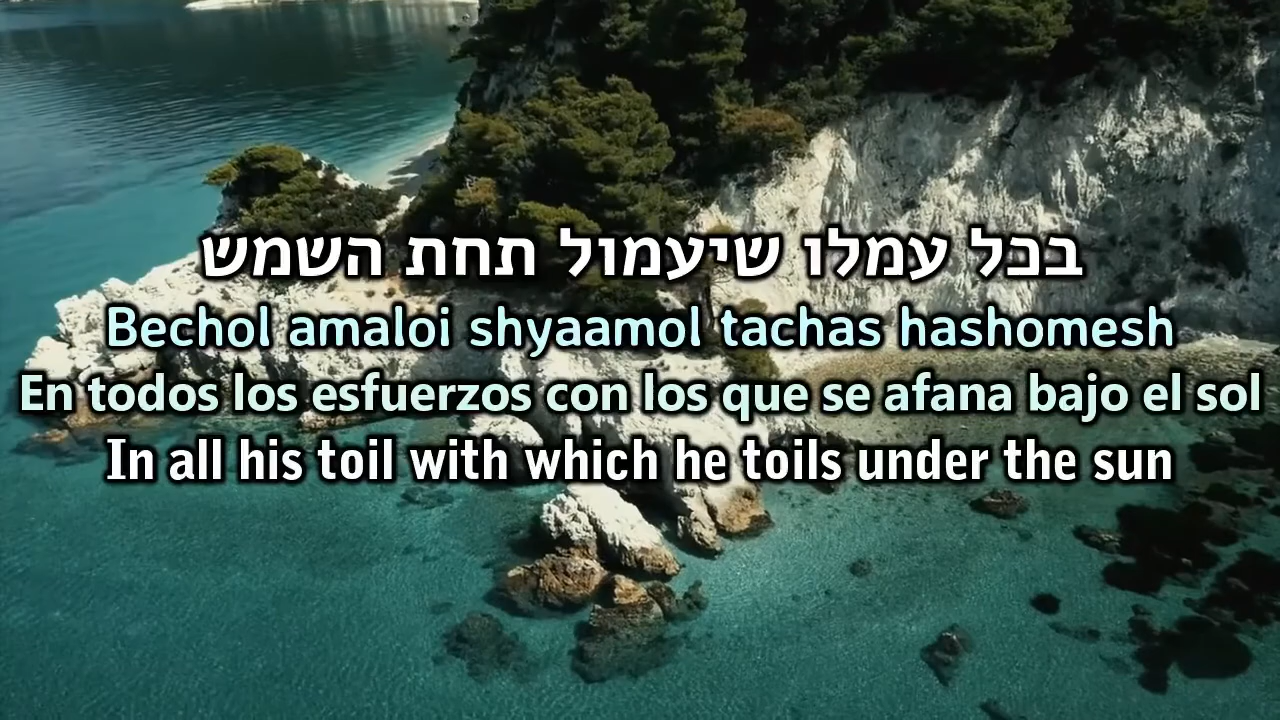 בכל עמלו שיעמול תחת השמש
Bechol amaloi shyaamol tachas hashomesh
En todos los esfuerzos con los que se afana bajo el sol
In all his toil with which he toils under the sun